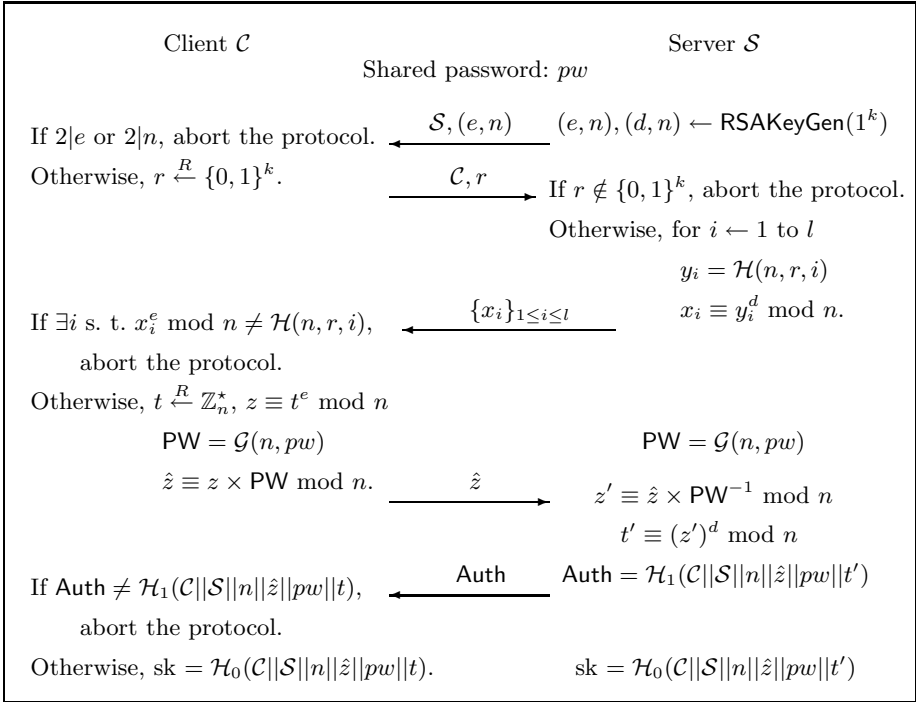 Client 𝒞 Server 𝒮
Shared password: pw
If 2|e or 2|n, abort the protocol. 𝒮, (e, n) (e, n), (d, n) ← RSAKeyGen(1^k)
Otherwise, r ←^R {0, 1}^k. 𝒞, r If r ∉ {0, 1}^k, abort the protocol.
Otherwise, for i ← 1 to l
y_i = ℋ(n, r, i)
If ∃i s. t. x_i^e mod n ≠ ℋ(n, r, i), {x_i}_{1≤i≤l} x_i ≡ y_i^d mod n.
abort the protocol.
Otherwise, t ←^R ℤ_n^⋆, z ≡ t^e mod n
PW = 𝒢(n, pw) PW = 𝒢(n, pw)
ẑ ≡ z × PW mod n. ẑ z′ ≡ ẑ × PW^{−1} mod n
t′ ≡ (z′)^d mod n
If Auth ≠ ℋ_1(𝒞||𝒮||n||ẑ||pw||t), Auth Auth = ℋ_1(𝒞||𝒮||n||ẑ||pw||t′)
abort the protocol.
Otherwise, sk = ℋ_0(𝒞||𝒮||n||ẑ||pw||t). sk = ℋ_0(𝒞||𝒮||n||ẑ||pw||t′)